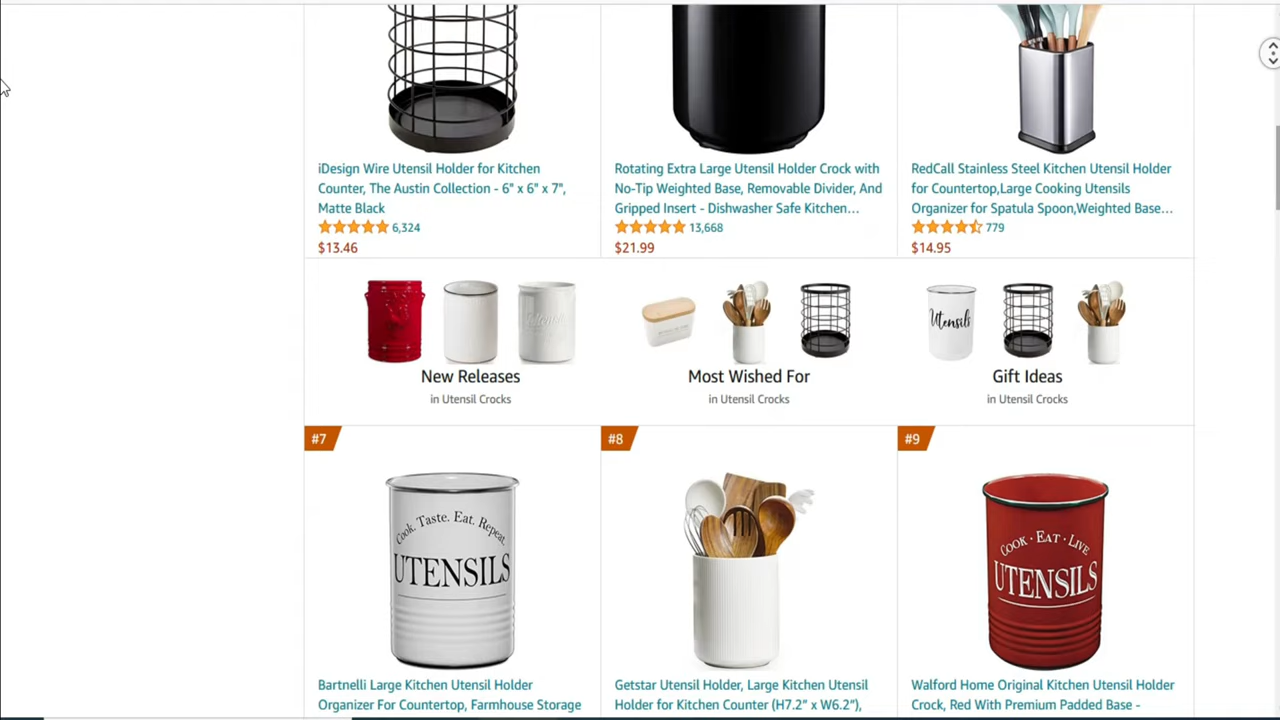 iDesign Wire Utensil Holder for Kitchen
Counter, The Austin Collection - 6" x 6" x 7",
Matte Black
6,324
$13.46
Rotating Extra Large Utensil Holder Crock with
No-Tip Weighted Base, Removable Divider, And
Gripped Insert - Dishwasher Safe Kitchen…
13,668
$21.99
RedCall Stainless Steel Kitchen Utensil Holder
for Countertop,Large Cooking Utensils
Organizer for Spatula Spoon,Weighted Base…
779
$14.95
New Releases
in Utensil Crocks
Most Wished For
in Utensil Crocks
Utensils
Gift Ideas
in Utensil Crocks
#7
Cook. Taste. Eat. Repeat.
UTENSILS
Bartnelli Large Kitchen Utensil Holder
Organizer For Countertop, Farmhouse Storage
#8
Getstar Utensil Holder, Large Kitchen Utensil
Holder for Kitchen Counter (H7.2" x W6.2"),
#9
COOK · EAT · LIVE
UTENSILS
Walford Home Original Kitchen Utensil Holder
Crock, Red With Premium Padded Base -